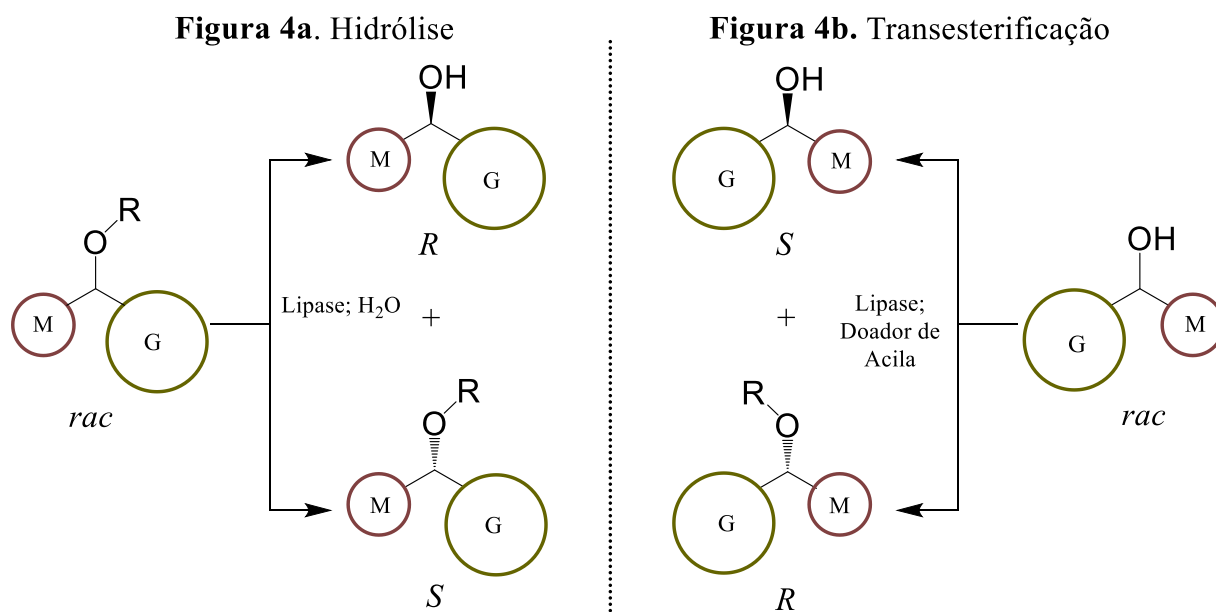 Figura 4a. Hidrólise
OH
M
G
R
R
O
M
G
rac
Lipase; H₂O
+
R
O
M
G
S
Figura 4b. Transesterificação
OH
G
M
S
+
Lipase;
Doador de
Acila
OH
G
M
rac
R
O
G
M
R